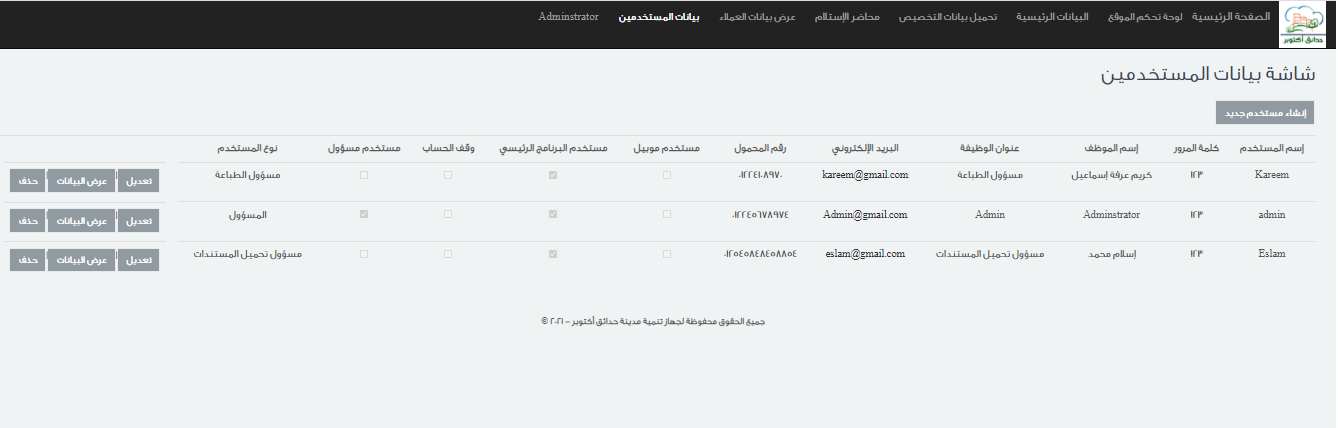 حدائق أكتوبر
الصفحة الرئيسية لوحة تحكم الموقع البيانات الرئيسية تحميل بيانات التخصيص محاضر الإستلام عرض بيانات العملاء بيانات المستخدمين Adminstrator
شاشة بيانات المستخدمين
إنشاء مستخدم جديد
إسم المستخدم كلمة المرور إسم الموظف عنوان الوظيفة البريد الإلكتروني رقم المحمول مستخدم موبيل مستخدم البرنامج الرئيسي وقف الحساب مستخدم مسؤول نوع المستخدم
Kareem ١٢٣ كريم عرفة إسماعيل مسؤول الطباعة kareem@gmail.com ٠١٢٢٤١٠٨٩٧٠ مسؤول الطباعة تعديل عرض البيانات حذف
admin ١٢٣ Adminstrator Admin Admin@gmail.com ٠١٢٢٤٥٦٧٨٩٧٤ المسؤول تعديل عرض البيانات حذف
Eslam ١٢٣ إسلام محمد مسؤول تحميل المستندات eslam@gmail.com ٠١٢٥٤٥٨٤٨٤٥٨٨٥٤ مسؤول تحميل المستندات تعديل عرض البيانات حذف
جميع الحقوق محفوظة لجهاز تنمية مدينة حدائق أكتوبر - ٢٠٢١ ©